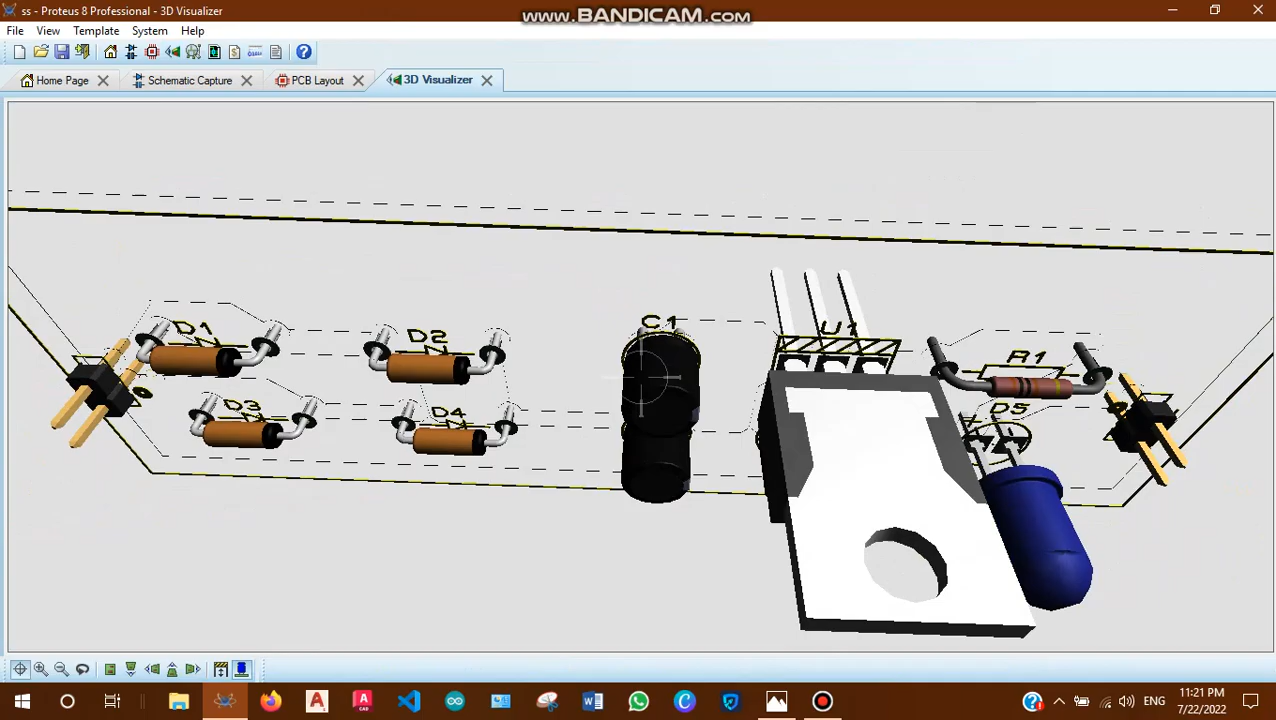 ss - Proteus 8 Professional - 3D Visualizer
www.BANDICAM.com
File View Template System Help
Home Page Schematic Capture PCB Layout 3D Visualizer
D1
D2
C1
U1
R1
D3
D4
D5
ENG
11:21 PM
7/22/2022